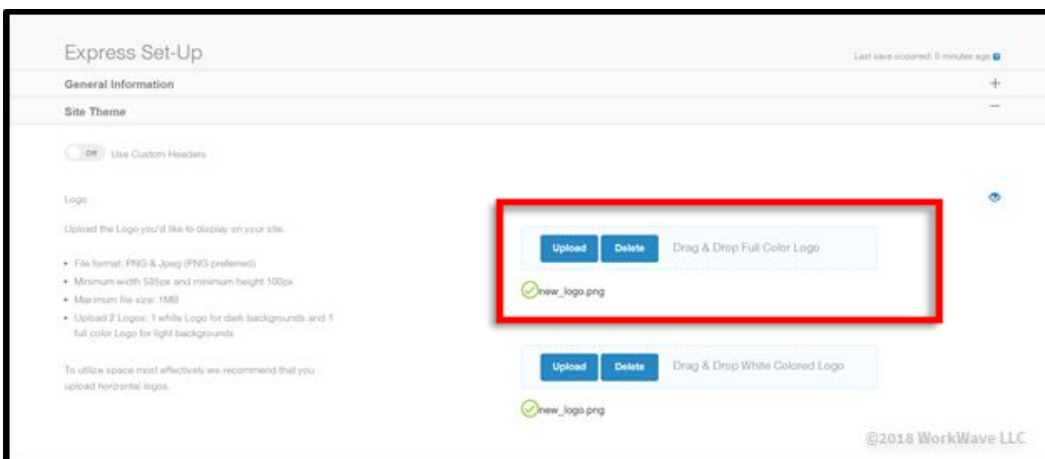 Express Set-Up
Last save occurred: 0 minutes ago
General Information
Site Theme
Off Use Custom Headers
Logo
Upload the Logo you'd like to display on your site.
• File format: PNG & Jpeg (PNG preferred)
• Minimum width 585px and minimum height 100px
• Maximum file size: 1MB
• Upload 2 Logos: 1 white Logo for dark backgrounds and 1
full color Logo for light backgrounds
To utilize space most effectively we recommend that you
upload horizontal logos.
Upload Delete Drag & Drop Full Color Logo
new_logo.png
Upload Delete Drag & Drop White Colored Logo
new_logo.png
©2018 WorkWave LLC